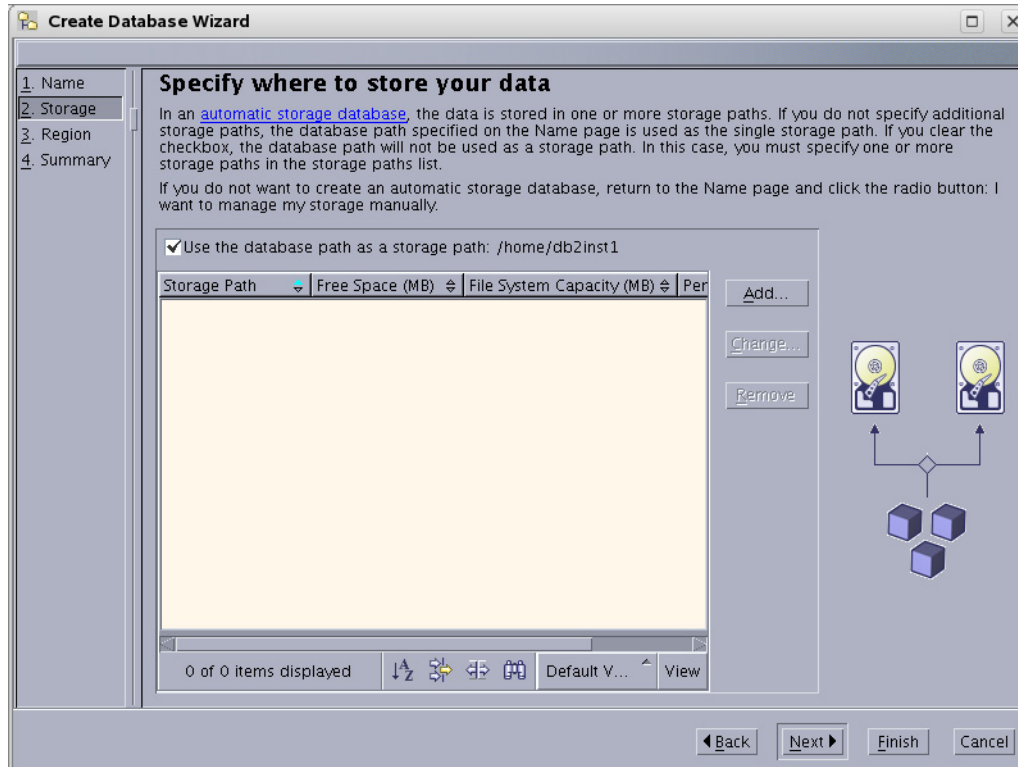 Create Database Wizard
1. Name
2. Storage
3. Region
4. Summary
Specify where to store your data
In an automatic storage database, the data is stored in one or more storage paths. If you do not specify additional
storage paths, the database path specified on the Name page is used as the single storage path. If you clear the
checkbox, the database path will not be used as a storage path. In this case, you must specify one or more
storage paths in the storage paths list.
If you do not want to create an automatic storage database, return to the Name page and click the radio button: I
want to manage my storage manually.
Use the database path as a storage path: /home/db2inst1
Storage Path Free Space (MB) File System Capacity (MB) Per
Add...
Change...
Remove
0 of 0 items displayed Default V... View
Back Next Finish Cancel